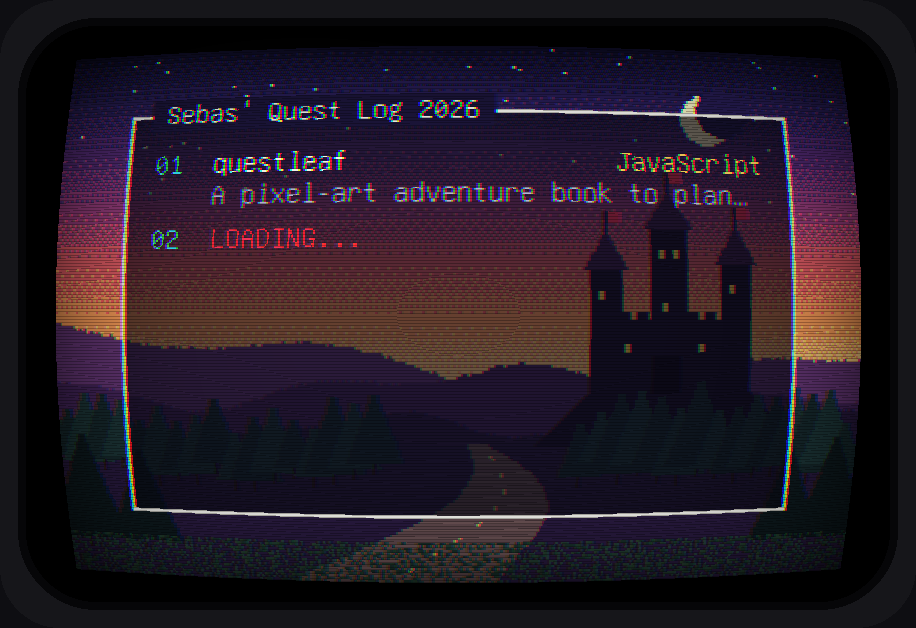 Sebas' Quest Log 2026
01 questleaf JavaScript
A pixel-art adventure book to plan…
02 LOADING...